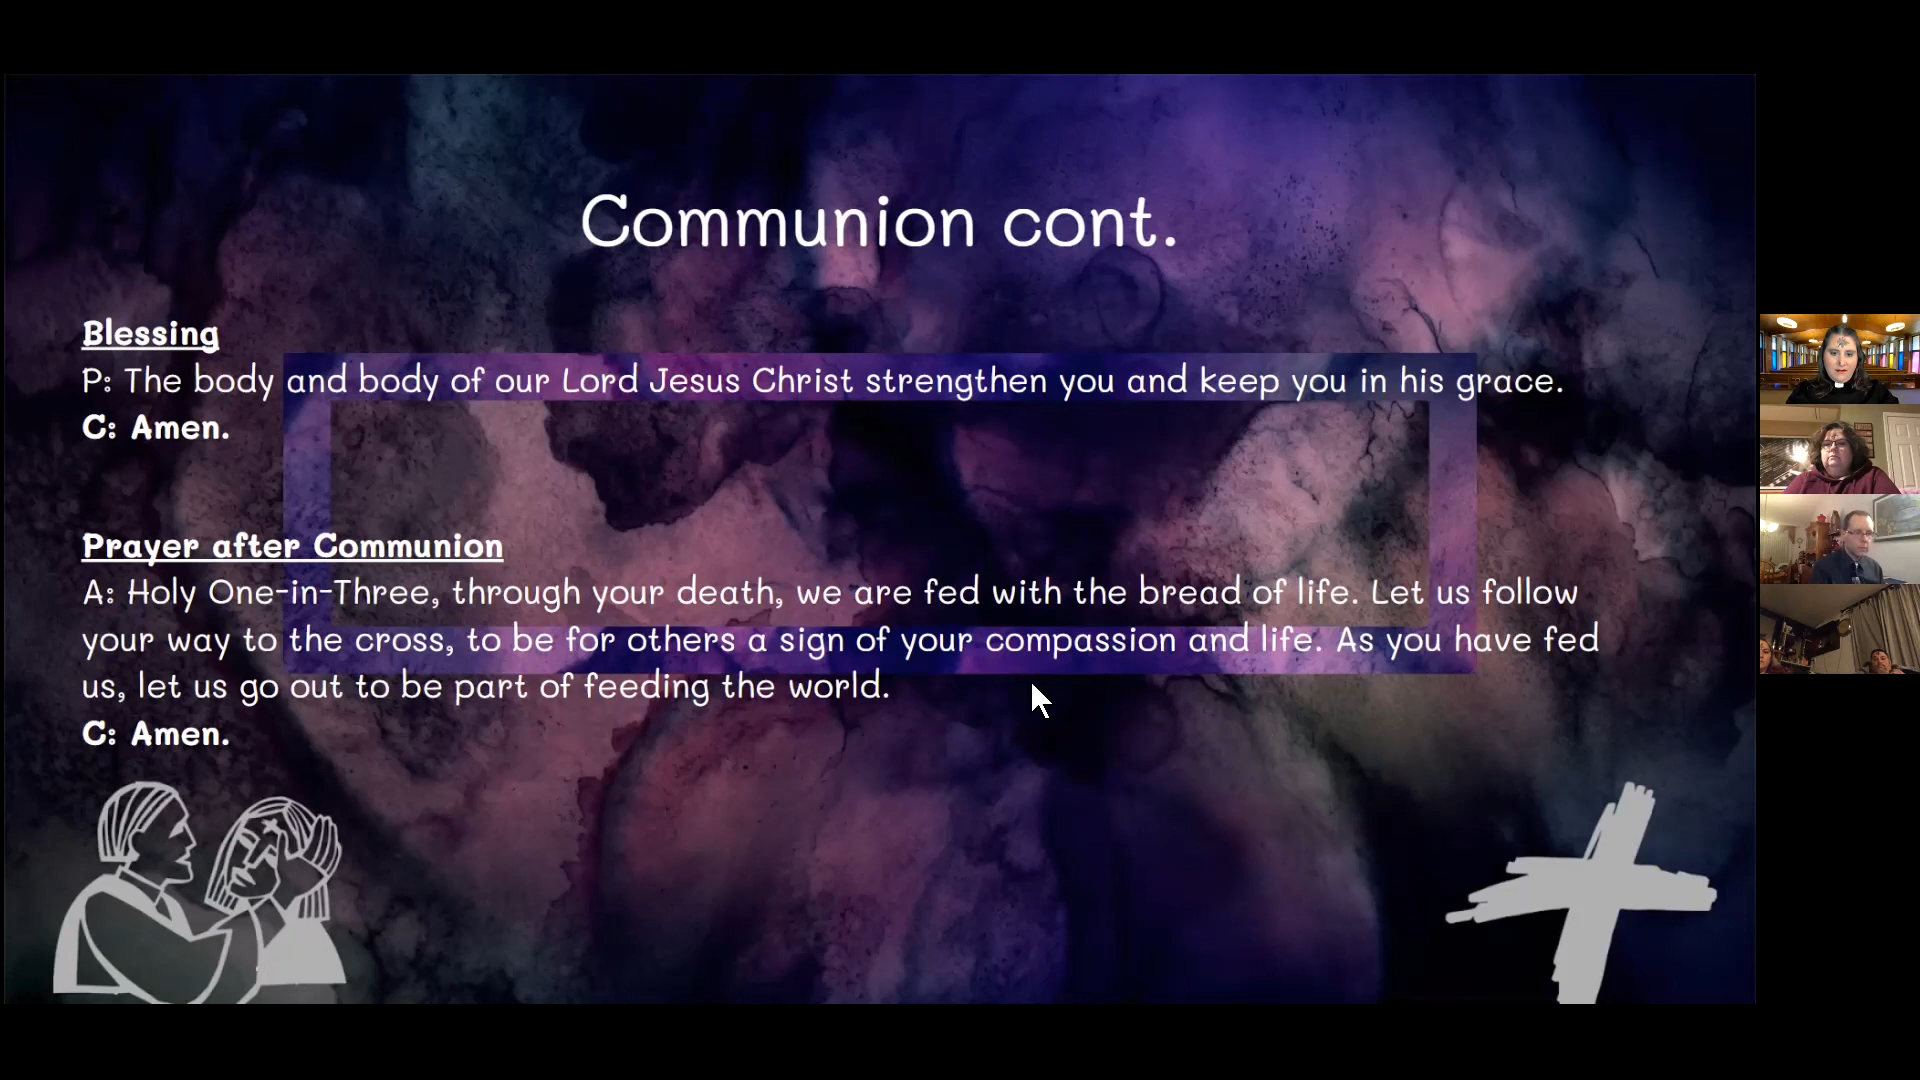 Communion cont.
Blessing
P: The body and body of our Lord Jesus Christ strengthen you and keep you in his grace.
C: Amen.
Prayer after Communion
A: Holy One-in-Three, through your death, we are fed with the bread of life. Let us follow
your way to the cross, to be for others a sign of your compassion and life. As you have fed
us, let us go out to be part of feeding the world.
C: Amen.